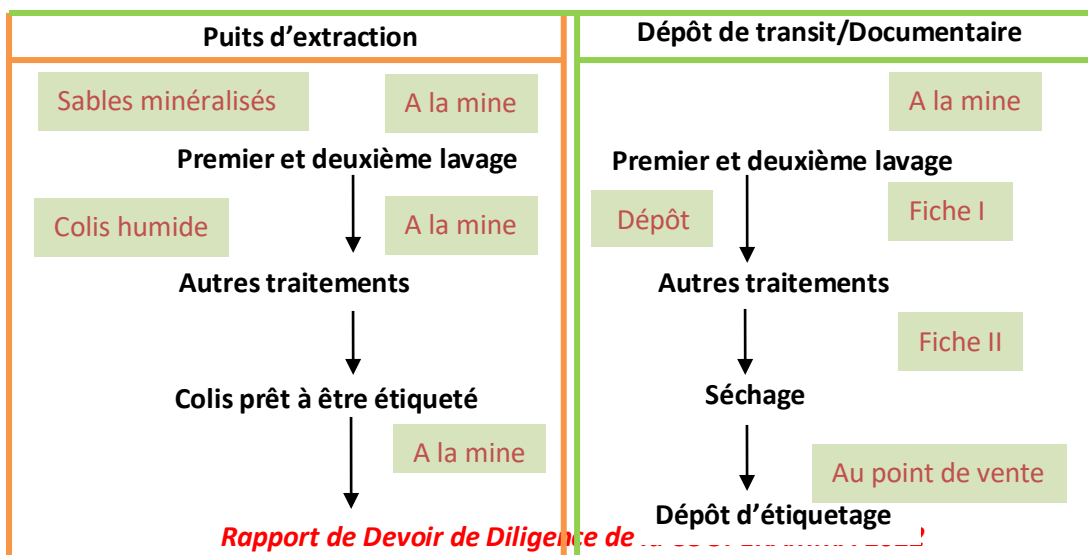 Puits d'extraction
Sables minéralisés
A la mine
Premier et deuxième lavage
Colis humide
A la mine
Autres traitements
Colis prêt à être étiqueté
A la mine
Dépôt de transit/Documentaire
A la mine
Premier et deuxième lavage
Dépôt
Fiche I
Autres traitements
Fiche II
Séchage
Au point de vente
Dépôt d'étiquetage
Rapport de Devoir de Diligence de